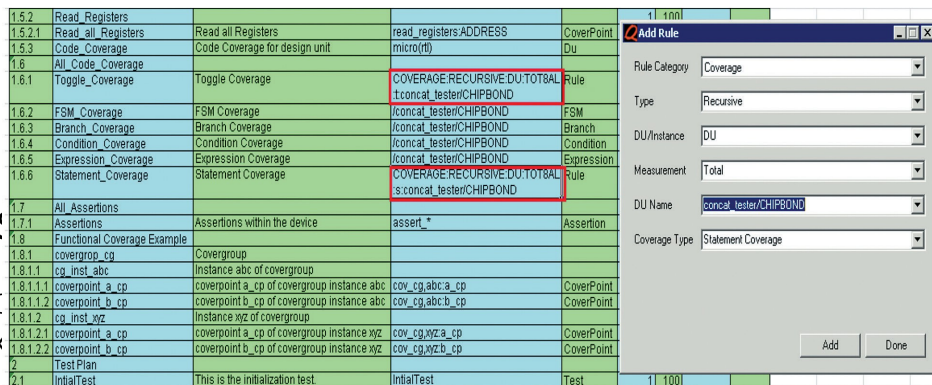 1.5.2 Read_Registers 1 100
1.5.2.1 Read_all_Registers Read all Registers read_registers:ADDRESS CoverPoint
1.5.3 Code_Coverage Code Coverage for design unit micro(rtl) Du
1.6 All_Code_Coverage
1.6.1 Toggle_Coverage Toggle Coverage COVERAGE:RECURSIVE:DU:TOT8AL Rule
:t:concat_tester/CHIPBOND
1.6.2 FSM_Coverage FSM Coverage /concat_tester/CHIPBOND FSM
1.6.3 Branch_Coverage Branch Coverage /concat_tester/CHIPBOND Branch
1.6.4 Condition_Coverage Condition Coverage /concat_tester/CHIPBOND Condition
1.6.5 Expression_Coverage Expression Coverage /concat_tester/CHIPBOND Expression
1.6.6 Statement_Coverage Statement Coverage COVERAGE:RECURSIVE:DU:TOT8AL Rule
:s:concat_tester/CHIPBOND
1.7 All_Assertions
1.7.1 Assertions Assertions within the device assert_* Assertion
1.8 Functional Coverage Example
1.8.1 covergrop_cg Covergroup
1.8.1.1 cg_inst_abc Instance abc of covergroup
1.8.1.1.1 coverpoint_a_cp coverpoint a_cp of covergroup instance abc cov_cg,abc:a_cp CoverPoint
1.8.1.1.2 coverpoint_b_cp coverpoint b_cp of covergroup instance abc cov_cg,abc:b_cp CoverPoint
1.8.1.2 cg_inst_xyz Instance xyz of covergroup
1.8.1.2.1 coverpoint_a_cp coverpoint a_cp of covergroup instance xyz cov_cg,xyz:a_cp CoverPoint
1.8.1.2.2 coverpoint_b_cp coverpoint b_cp of covergroup instance xyz cov_cg,xyz:b_cp CoverPoint
2 Test Plan
2.1 IntialTest This is the initialization test. IntialTest Test 1 100
Add Rule
Rule Category Coverage
Type Recursive
DU/Instance DU
Measurement Total
DU Name concat_tester/CHIPBOND
Coverage Type Statement Coverage
Add Done